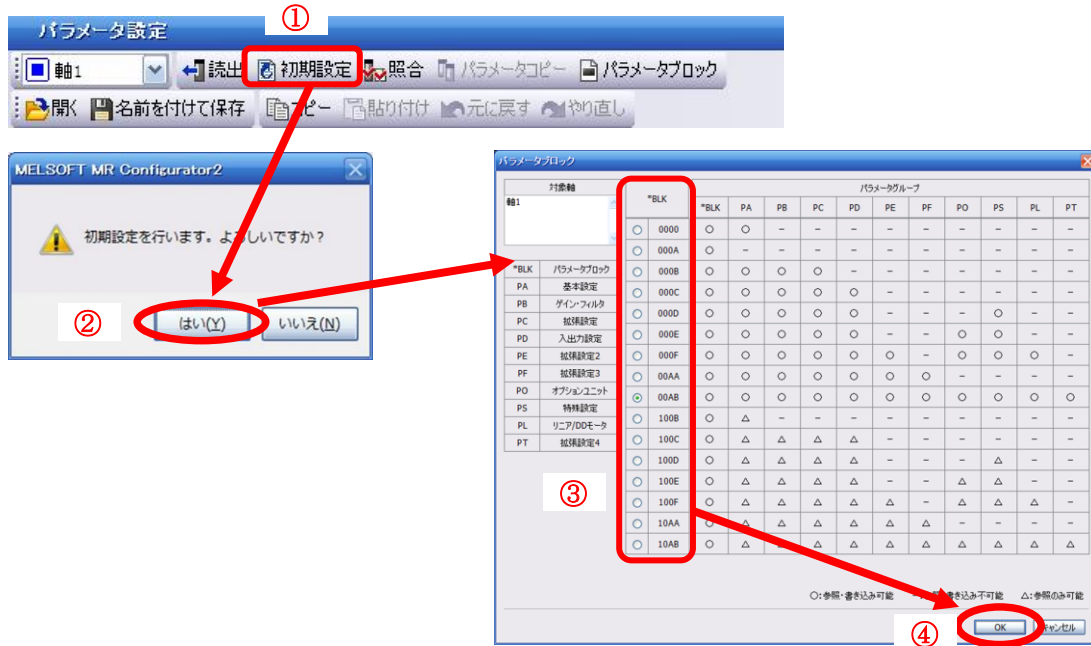 パラメータ設定
①
軸1 読出 初期設定 照合 パラメータコピー パラメータブロック
開く 名前を付けて保存 コピー 貼り付け 元に戻す やり直し
MELSOFT MR Configurator2
初期設定を行います。よろしいですか？
②
はい(Y) いいえ(N)
パラメータブロック
対象軸
軸1
*BLK パラメータブロック
PA 基本設定
PB ゲイン・フィルタ
PC 拡張設定
PD 入出力設定
PE 拡張設定2
PF 拡張設定3
PO オプションユニット
PS 特殊設定
PL リニア/DDモータ
PT 拡張設定4
③
*BLK パラメータグループ
*BLK PA PB PC PD PE PF PO PS PL PT
0000 ○ ○ － － － － － － － － －
000A ○ － － － － － － － － － －
000B ○ ○ ○ ○ － － － － － － －
000C ○ ○ ○ ○ ○ － － － － － －
000D ○ ○ ○ ○ ○ － － － ○ － －
000E ○ ○ ○ ○ ○ － － ○ ○ － －
000F ○ ○ ○ ○ ○ ○ － ○ ○ ○ －
00AA ○ ○ ○ ○ ○ ○ ○ － － － －
00AB ○ ○ ○ ○ ○ ○ ○ ○ ○ ○ ○
100B ○ △ － － － － － － － － －
100C ○ △ △ △ △ － － － － － －
100D ○ △ △ △ △ － － － △ － －
100E ○ △ △ △ △ － － △ △ － －
100F ○ △ △ △ △ △ － △ △ △ －
10AA ○ △ △ △ △ △ △ － － － －
10AB ○ △ △ △ △ △ △ △ △ △ △
○:参照・書き込み可能 書き込み不可能 △:参照のみ可能
④
OK キャンセル